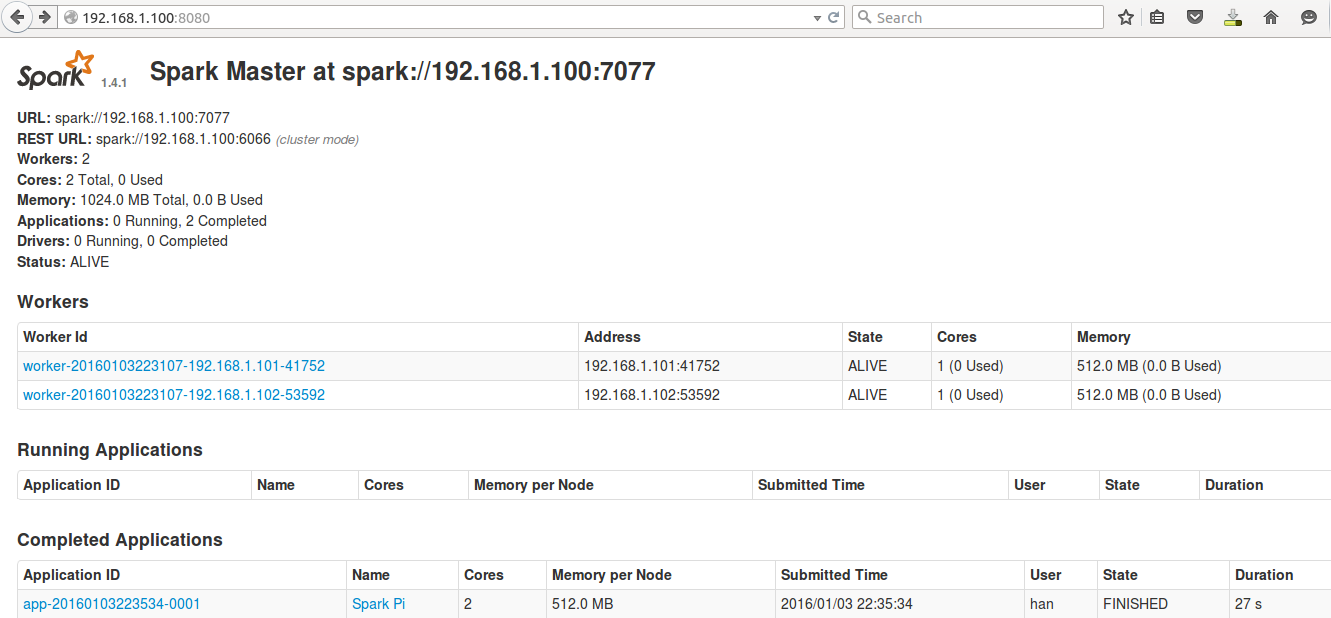 192.168.1.100:8080 Search
Spark 1.4.1 Spark Master at spark://192.168.1.100:7077
URL: spark://192.168.1.100:7077
REST URL: spark://192.168.1.100:6066 (cluster mode)
Workers: 2
Cores: 2 Total, 0 Used
Memory: 1024.0 MB Total, 0.0 B Used
Applications: 0 Running, 2 Completed
Drivers: 0 Running, 0 Completed
Status: ALIVE
Workers
Worker Id Address State Cores Memory
worker-20160103223107-192.168.1.101-41752 192.168.1.101:41752 ALIVE 1 (0 Used) 512.0 MB (0.0 B Used)
worker-20160103223107-192.168.1.102-53592 192.168.1.102:53592 ALIVE 1 (0 Used) 512.0 MB (0.0 B Used)
Running Applications
Application ID Name Cores Memory per Node Submitted Time User State Duration
Completed Applications
Application ID Name Cores Memory per Node Submitted Time User State Duration
app-20160103223534-0001 Spark Pi 2 512.0 MB 2016/01/03 22:35:34 han FINISHED 27 s